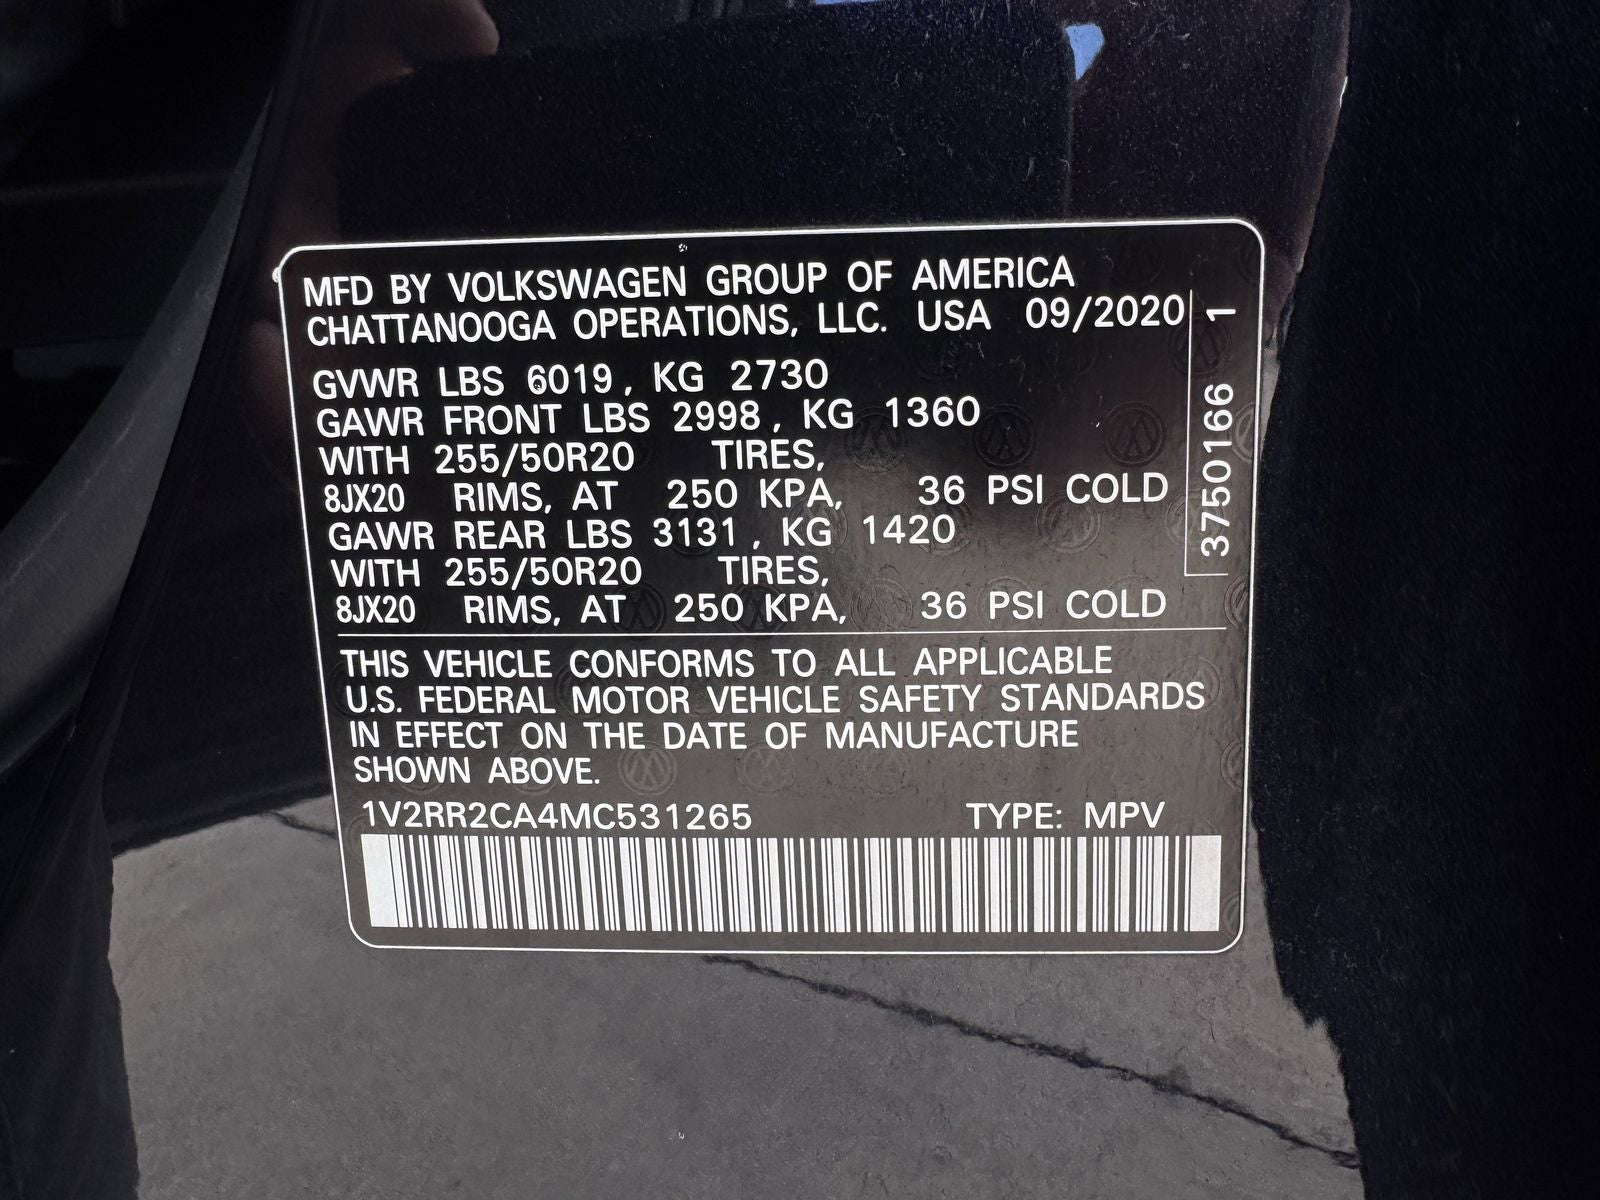 MFD BY VOLKSWAGEN GROUP OF AMERICA
CHATTANOOGA OPERATIONS, LLC. USA 09/2020
GVWR LBS 6019, KG 2730
GAWR FRONT LBS 2998, KG 1360
WITH 255/50R20 TIRES,
8JX20 RIMS, AT 250 KPA, 36 PSI COLD
GAWR REAR LBS 3131, KG 1420
WITH 255/50R20 TIRES,
8JX20 RIMS, AT 250 KPA, 36 PSI COLD
3750166 1
THIS VEHICLE CONFORMS TO ALL APPLICABLE
U.S. FEDERAL MOTOR VEHICLE SAFETY STANDARDS
IN EFFECT ON THE DATE OF MANUFACTURE
SHOWN ABOVE.
1V2RR2CA4MC531265 TYPE: MPV